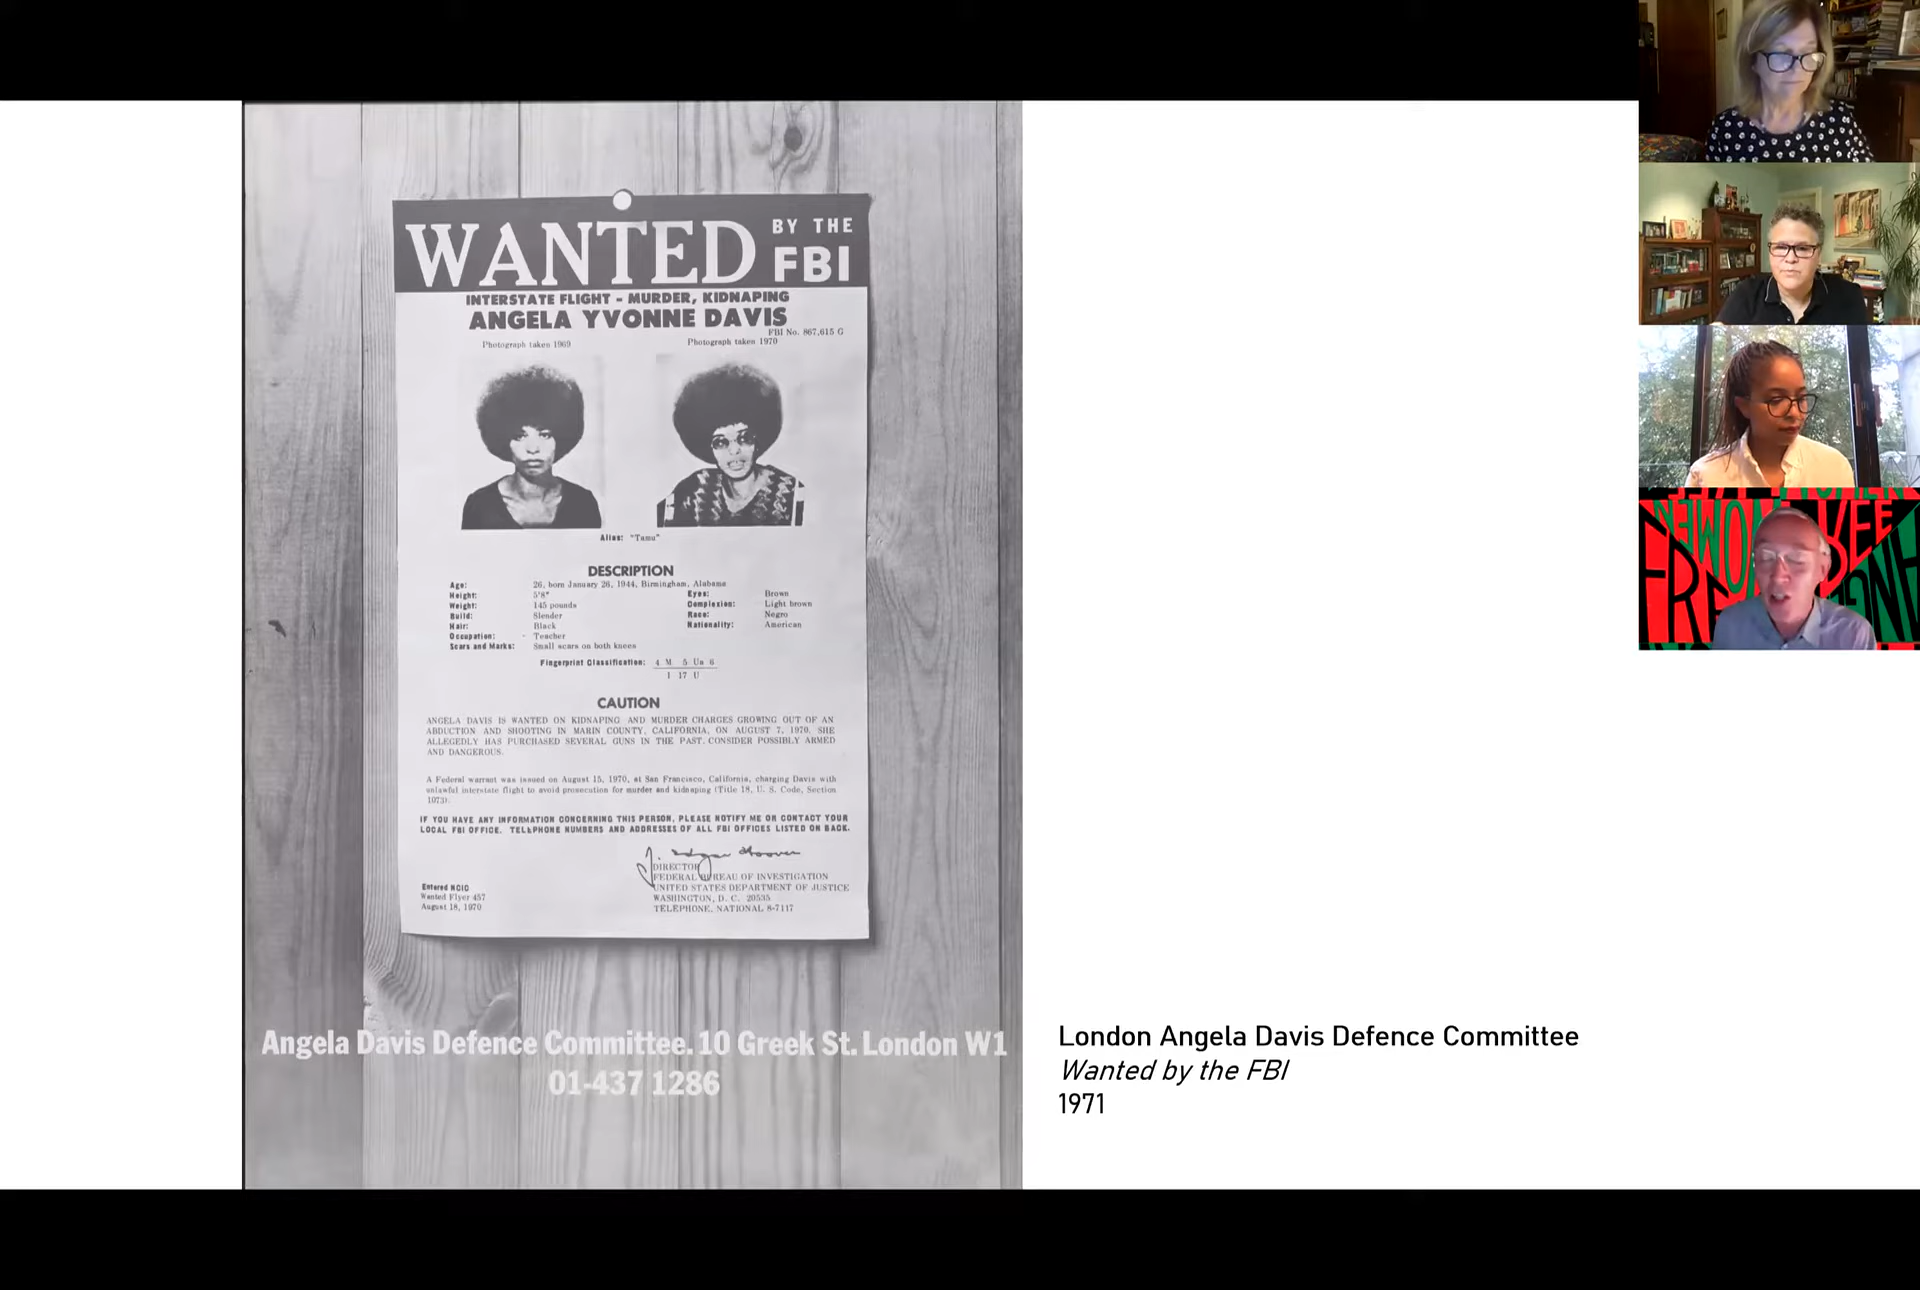 WANTED BY THE FBI
INTERSTATE FLIGHT - MURDER, KIDNAPING
ANGELA YVONNE DAVIS
FBI No. 867,615 G
Photograph taken 1969
Photograph taken 1970
Alias: "Tamu"
DESCRIPTION
Age: 26, born January 26, 1944, Birmingham, Alabama
Height: 5'8" Eyes: Brown
Weight: 145 pounds Complexion: Light brown
Build: Slender Race: Negro
Hair: Black Nationality: American
Occupation: Teacher
Scars and Marks: Small scars on both knees
Fingerprint Classification: 4 M 5 Ua 6
1 17 U
CAUTION
ANGELA DAVIS IS WANTED ON KIDNAPING AND MURDER CHARGES GROWING OUT OF AN
ABDUCTION AND SHOOTING IN MARIN COUNTY, CALIFORNIA, ON AUGUST 7, 1970. SHE
ALLEGEDLY HAS PURCHASED SEVERAL GUNS IN THE PAST. CONSIDER POSSIBLY ARMED
AND DANGEROUS.
A Federal warrant was issued on August 15, 1970, at San Francisco, California, charging Davis with
unlawful interstate flight to avoid prosecution for murder and kidnaping (Title 18, U. S. Code, Section
1073).
IF YOU HAVE ANY INFORMATION CONCERNING THIS PERSON, PLEASE NOTIFY ME OR CONTACT YOUR
LOCAL FBI OFFICE. TELEPHONE NUMBERS AND ADDRESSES OF ALL FBI OFFICES LISTED ON BACK.
J. Edgar Hoover
DIRECTOR
FEDERAL BUREAU OF INVESTIGATION
UNITED STATES DEPARTMENT OF JUSTICE
WASHINGTON, D. C. 20535
TELEPHONE, NATIONAL 8-7117
Entered NCIC
Wanted Flyer 457
August 18, 1970
Angela Davis Defence Committee. 10 Greek St. London W1
01-437 1286
London Angela Davis Defence Committee
Wanted by the FBI
1971